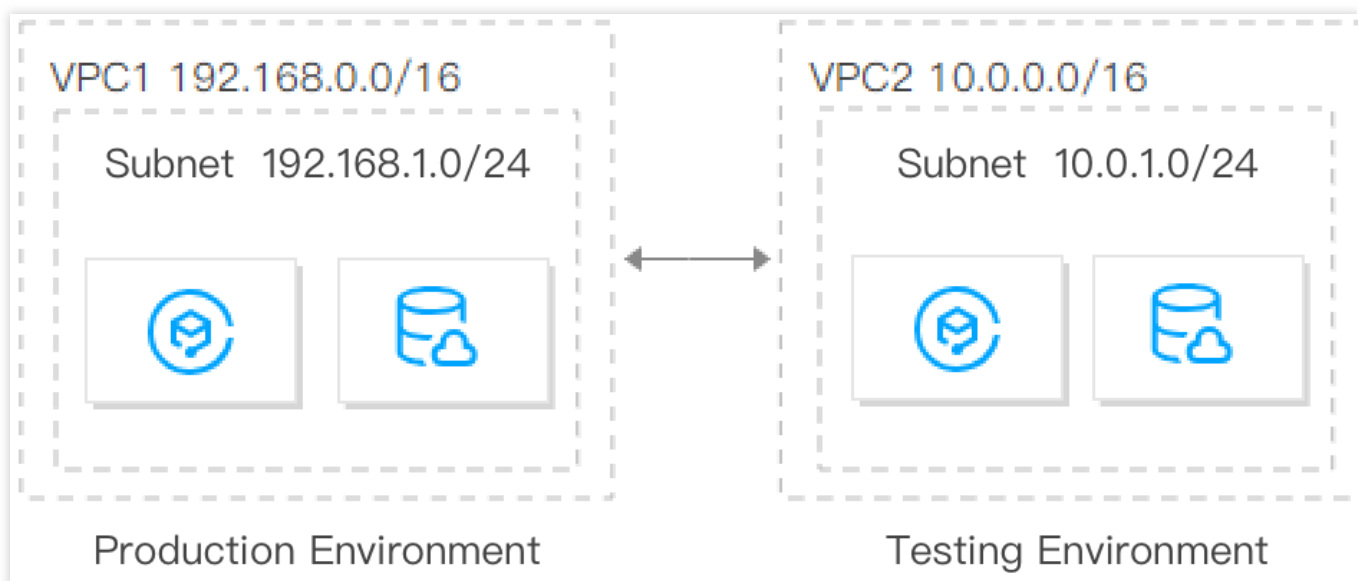 VPC1 192.168.0.0/16
Subnet 192.168.1.0/24
Production Environment
VPC2 10.0.0.0/16
Subnet 10.0.1.0/24
Testing Environment